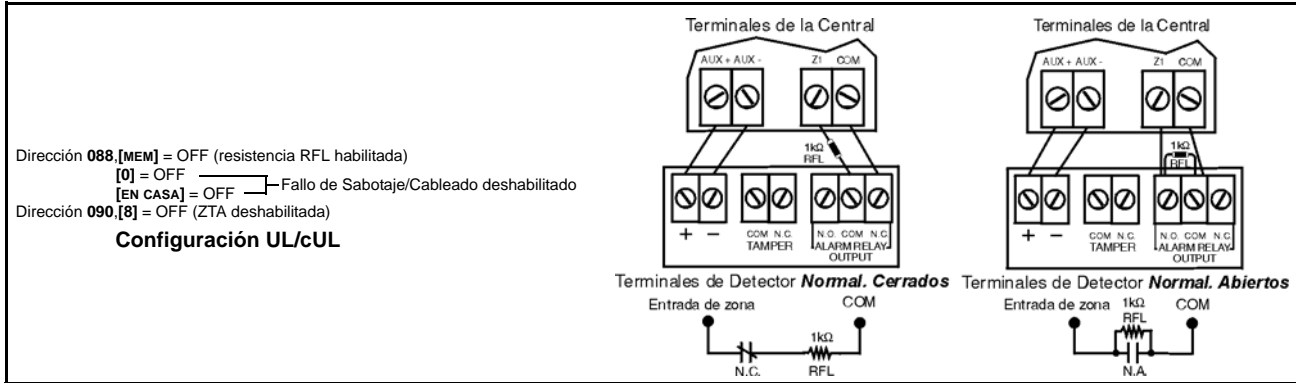 Dirección 088,[MEM] = OFF (resistencia RFL habilitada)
[0] = OFF
[EN CASA] = OFF
Fallo de Sabotaje/Cableado deshabilitado
Dirección 090,[8] = OFF (ZTA deshabilitada)
Configuración UL/cUL
Terminales de la Central
AUX + AUX - Z1 COM
1kΩ
RFL
+ - COM N.C. N.O. COM N.C.
TAMPER ALARM RELAY
OUTPUT
Terminales de Detector Normal. Cerrados
Entrada de zona COM
1kΩ
N.C. RFL
Terminales de la Central
AUX + AUX - Z1 COM
1kΩ
RFL
+ - COM N.C. N.O. COM N.C.
TAMPER ALARM RELAY
OUTPUT
Terminales de Detector Normal. Abiertos
Entrada de zona 1kΩ COM
RFL
N.A.